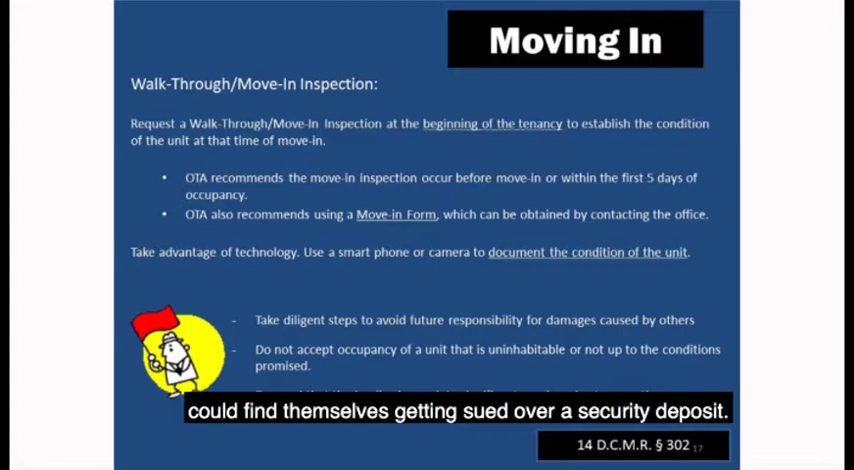 Moving In
Walk-Through/Move-In Inspection:
Request a Walk-Through/Move-In Inspection at the beginning of the tenancy to establish the condition
of the unit at that time of move-in.
• OTA recommends the move-in inspection occur before move-in or within the first 5 days of
occupancy.
• OTA also recommends using a Move-in Form, which can be obtained by contacting the office.
Take advantage of technology. Use a smart phone or camera to document the condition of the unit.
- Take diligent steps to avoid future responsibility for damages caused by others
- Do not accept occupancy of a unit that is uninhabitable or not up to the conditions
promised.
could find themselves getting sued over a security deposit.
14 D.C.M.R. § 302 17